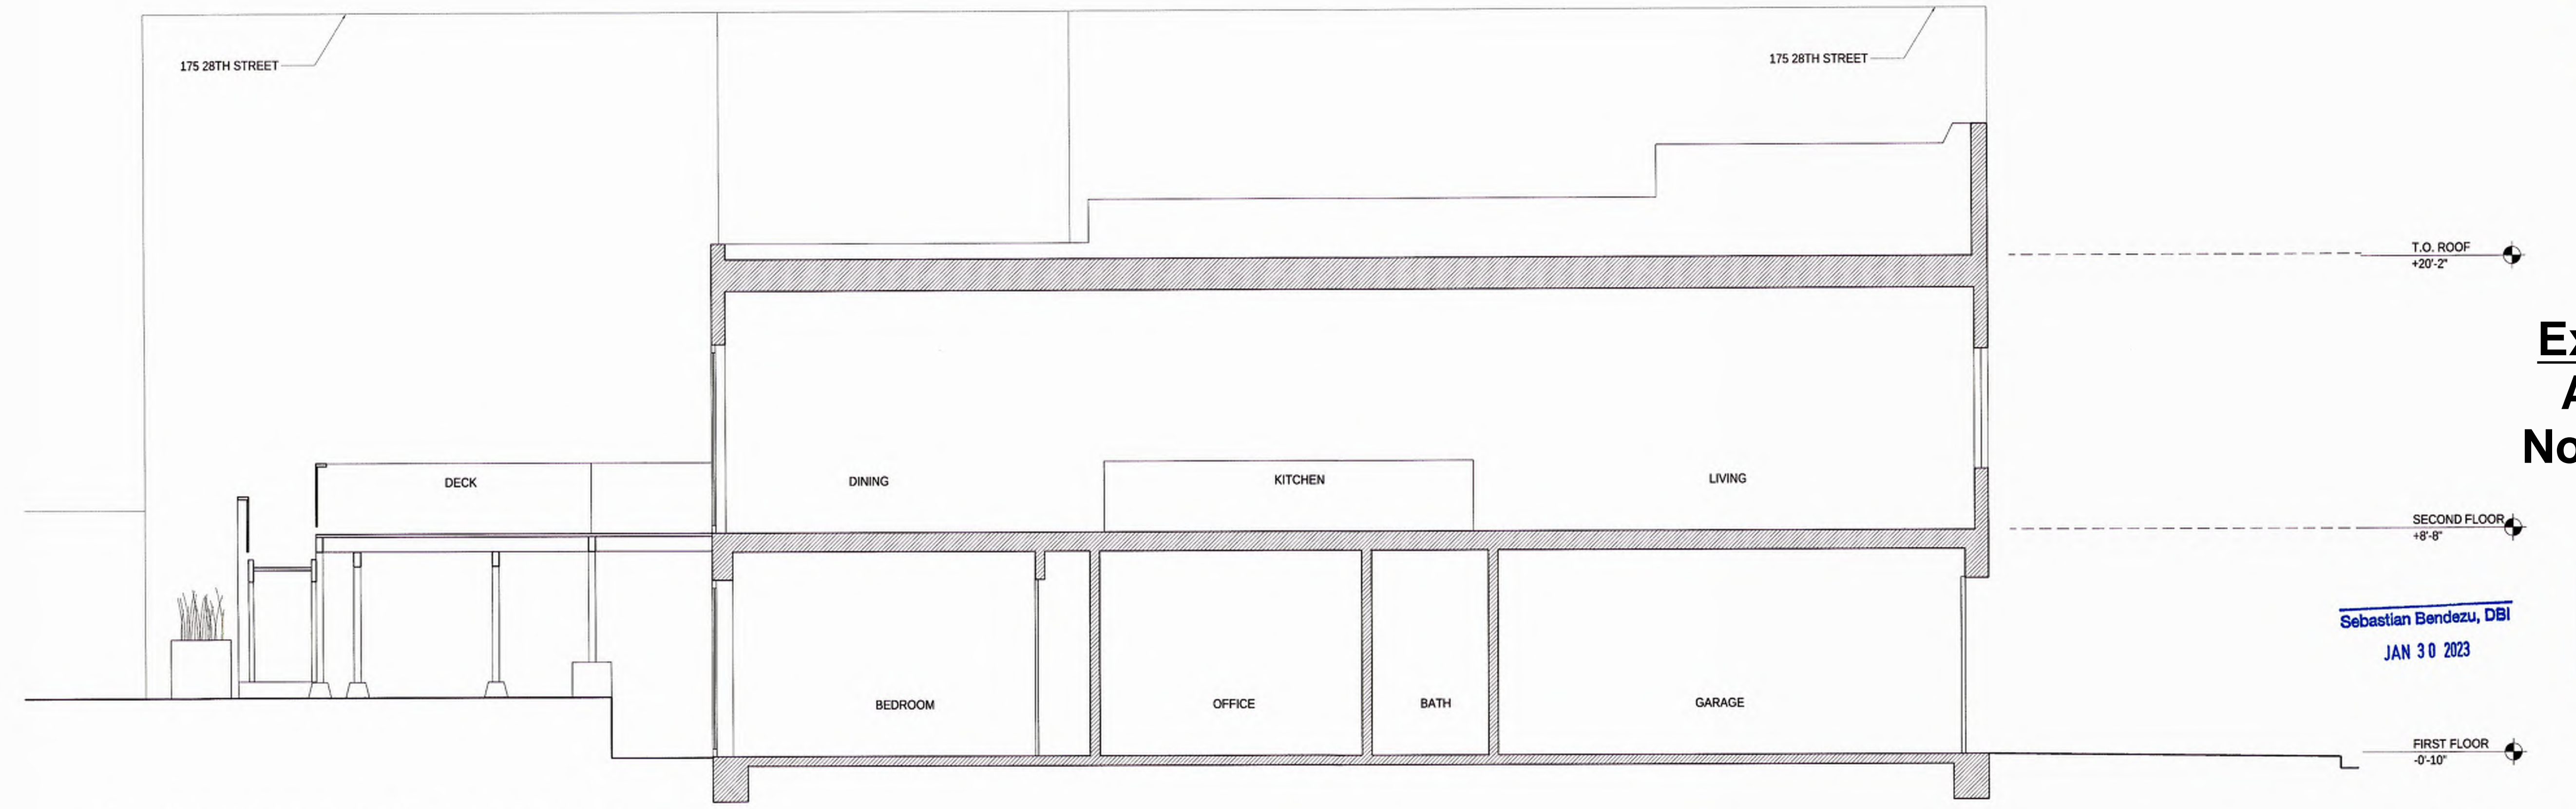 175 28TH STREET
175 28TH STREET
T.O. ROOF
+20'-2"
DECK
DINING
KITCHEN
LIVING
SECOND FLOOR
+8'-8"
Sebastian Bendezu, DBI
JAN 30 2023
BEDROOM
OFFICE
BATH
GARAGE
FIRST FLOOR
-0'-10"